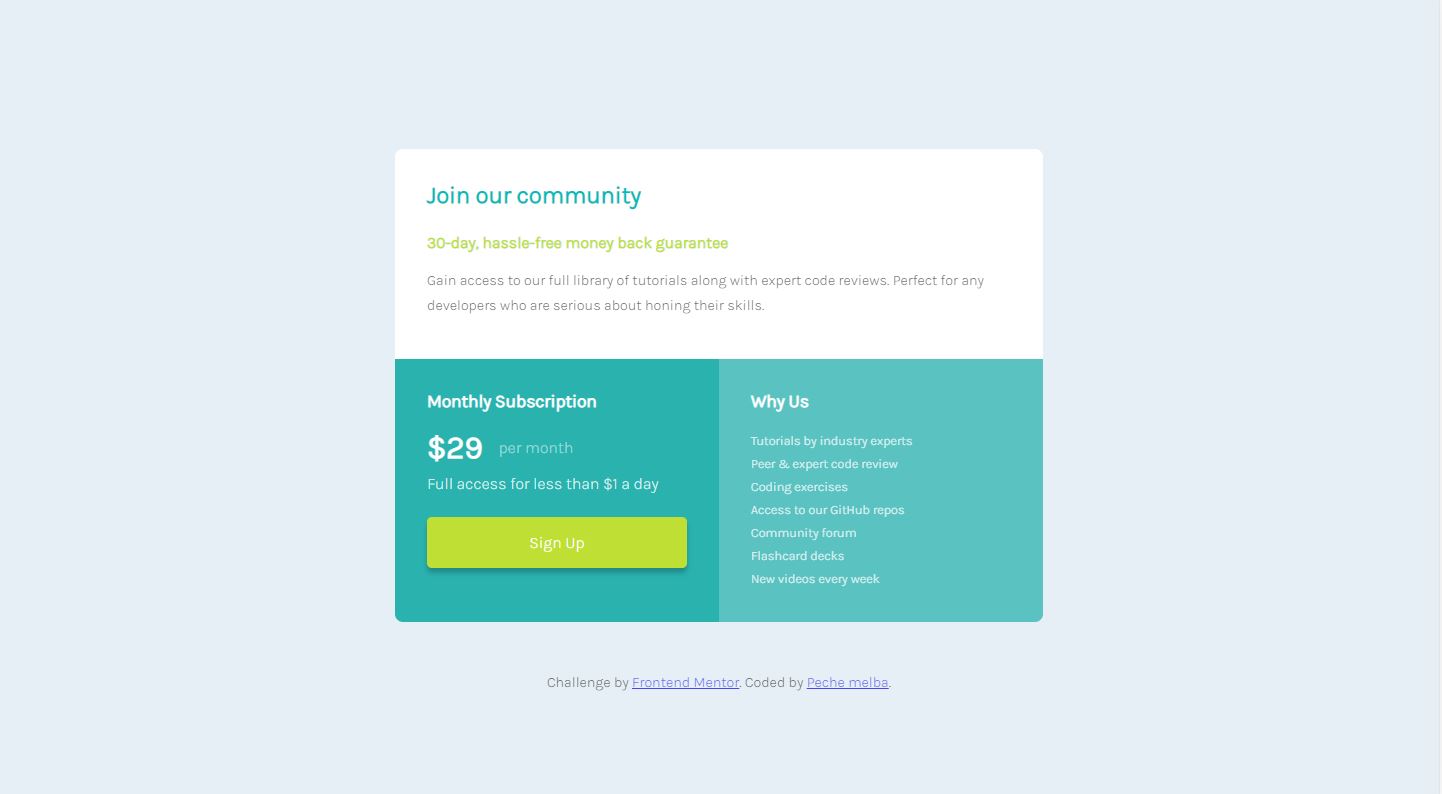 Join our community
30-day, hassle-free money back guarantee
Gain access to our full library of tutorials along with expert code reviews. Perfect for any
developers who are serious about honing their skills.
Monthly Subscription
$29 per month
Full access for less than $1 a day
Sign Up
Why Us
Tutorials by industry experts
Peer & expert code review
Coding exercises
Access to our GitHub repos
Community forum
Flashcard decks
New videos every week
Challenge by Frontend Mentor. Coded by Peche melba.